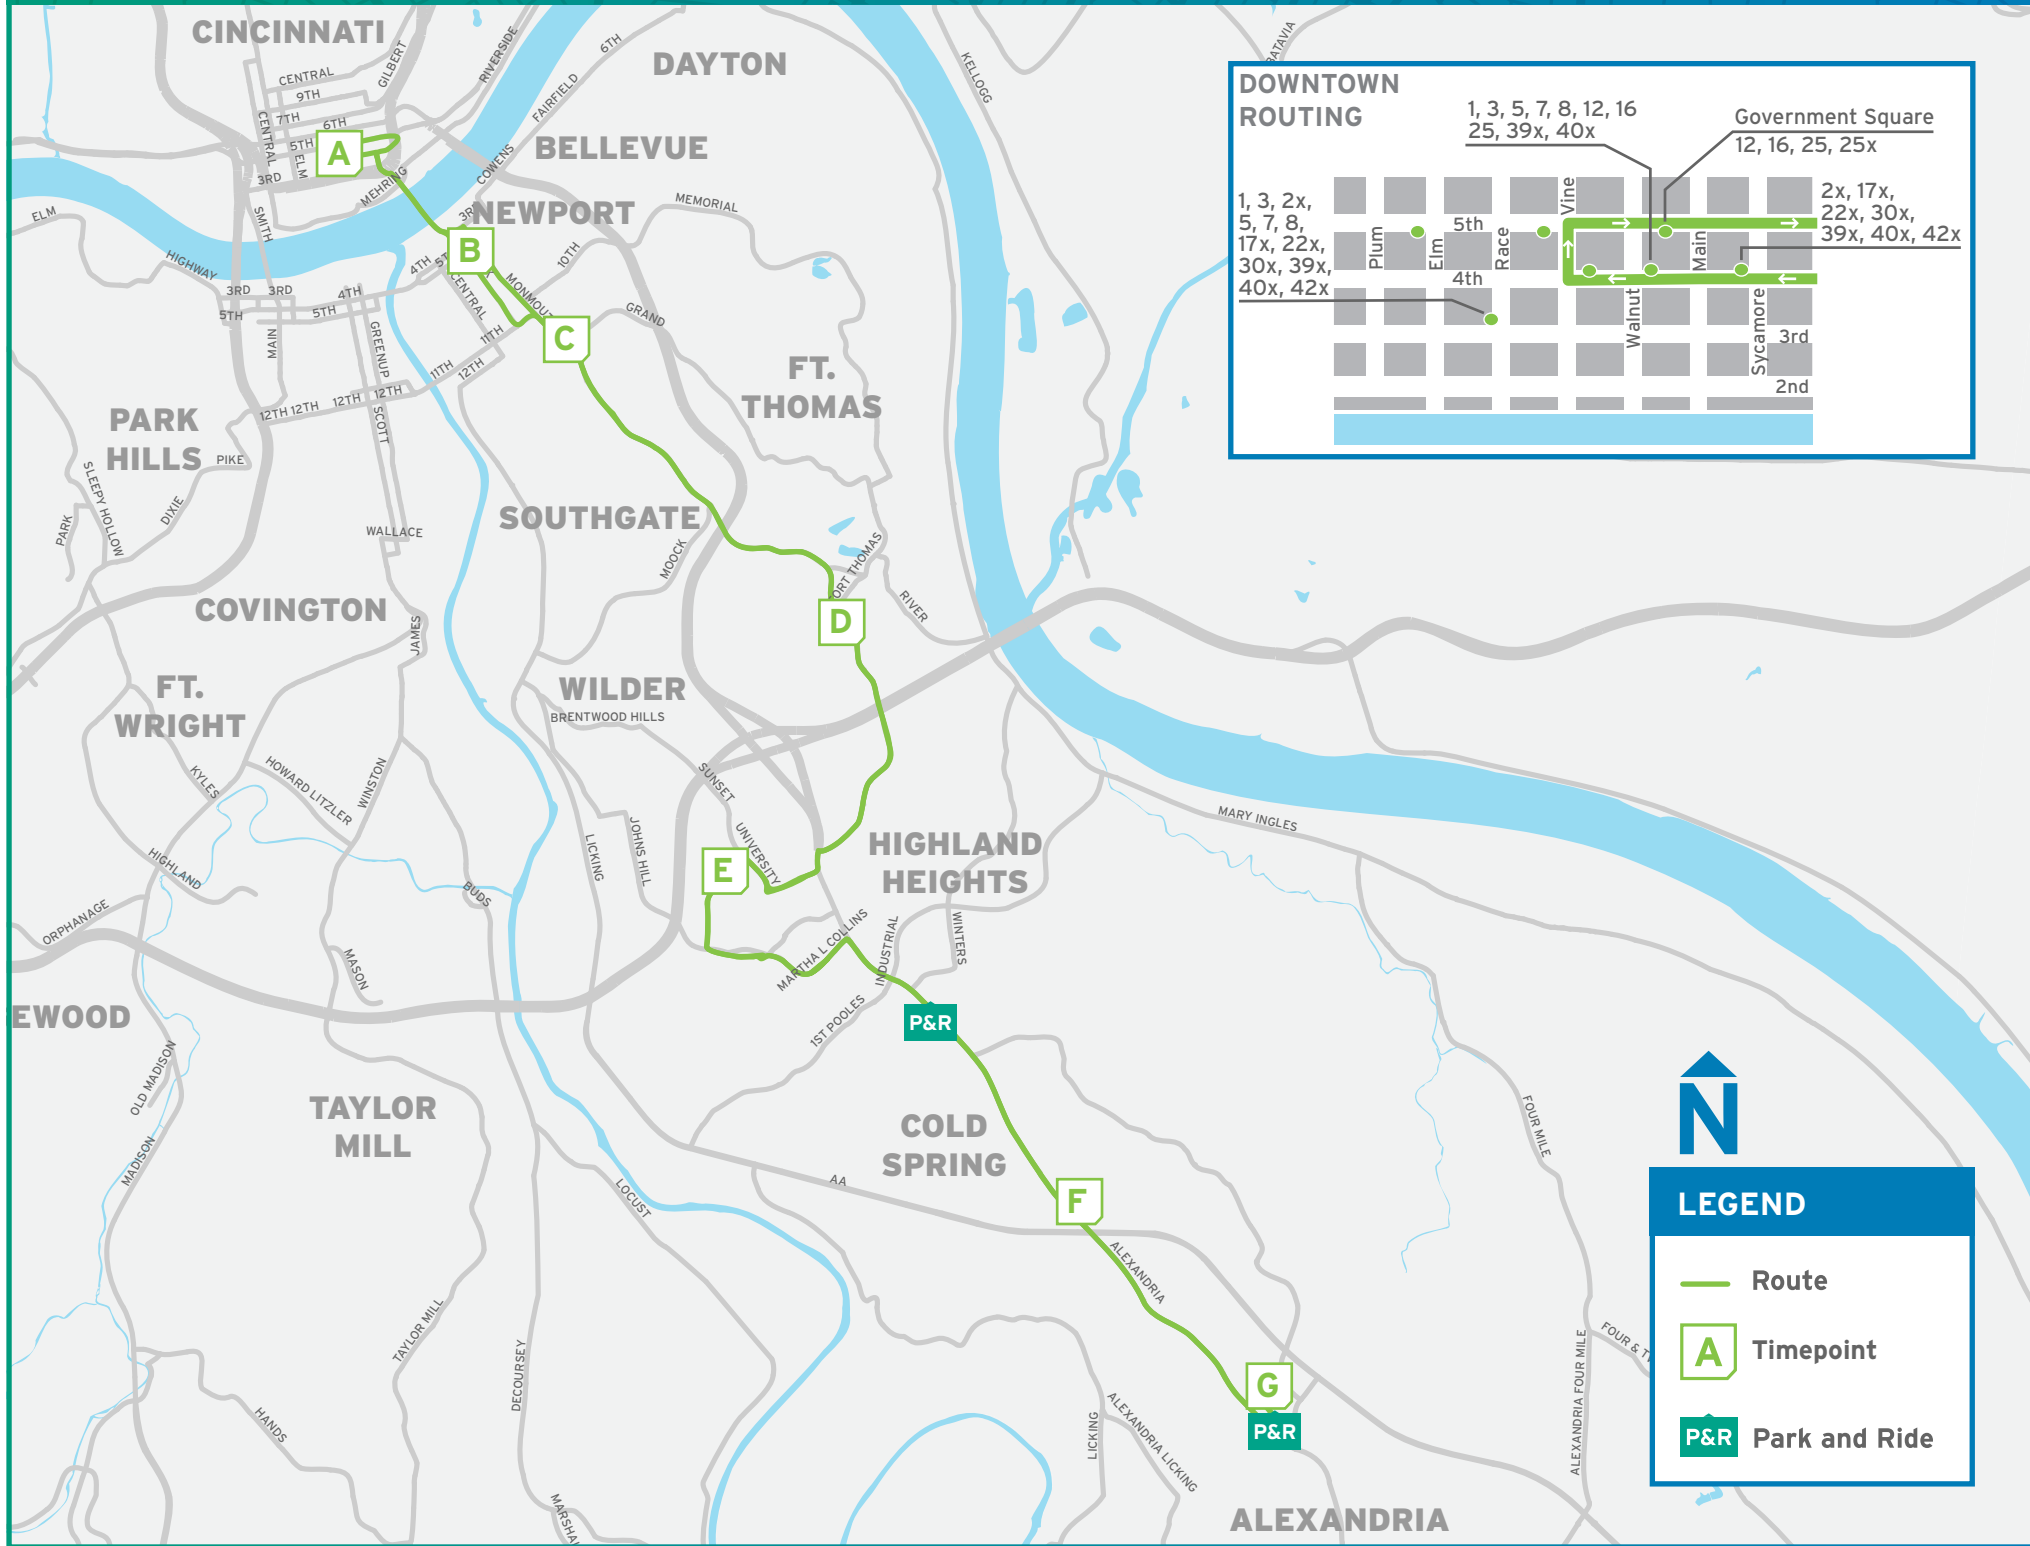 CINCINNATI
DAYTON
BELLEVUE
NEWPORT
FT.
THOMAS
PARK
HILLS
SOUTHGATE
COVINGTON
FT.
WRIGHT
WILDER
HIGHLAND
HEIGHTS
EWOOD
TAYLOR
MILL
COLD
SPRING
ALEXANDRIA
CENTRAL
9TH
7TH
6TH
5TH
3RD
CENTRAL
ELM
GILBERT
RIVERSIDE
6TH
FAIRFIELD
COWENS
MEHRING
SMITH
ELM
HIGHWAY
3RD
3RD
4TH
5TH
5TH
MAIN
GREENUP
4TH
CENTRAL
10TH
MEMORIAL
GRAND
11TH
11TH
12TH
12TH
12TH
12TH
12TH
SCOTT
PIKE
DIXIE
SLEEPY HOLLOW
PARK
WALLACE
JAMES
MOOCK
RIVER
KELLOGG
BATAVIA
BRENTWOOD HILLS
SUNSET
UNIVERSITY
KYLES
HOWARD LITZLER
WINSTON
HIGHLAND
ORPHANAGE
BUDS
MASON
LICKING
JOHNS HILL
MARTHA L COLLINS
INDUSTRIAL
WINTERS
1ST POOLES
MARY INGLES
OLD MADISON
MADISON
LOCUST
AA
TAYLOR MILL
DECOURSEY
HANDS
ALEXANDRIA
LICKING
ALEXANDRIA LICKING
FOUR MILE
ALEXANDRIA FOUR MILE
A
B
C
D
E
F
G
P&R
P&R
DOWNTOWN
ROUTING
1, 3, 5, 7, 8, 12, 16
25, 39x, 40x
Government Square
12, 16, 25, 25x
1, 3, 2x,
5, 7, 8,
17x, 22x,
30x, 39x,
40x, 42x
2x, 17x,
22x, 30x,
39x, 40x, 42x
Plum
Elm
Race
Vine
Walnut
Main
Sycamore
5th
4th
3rd
2nd
N
LEGEND
Route
A Timepoint
P&R Park and Ride